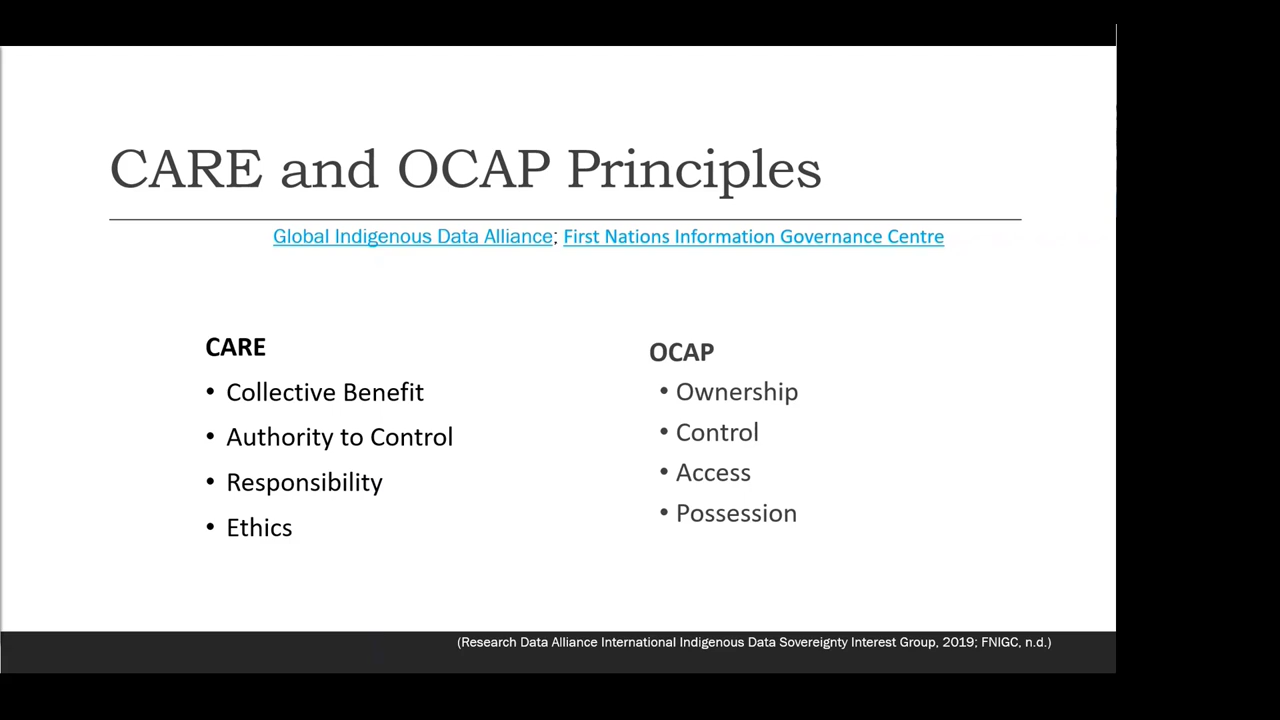 CARE and OCAP Principles
Global Indigenous Data Alliance; First Nations Information Governance Centre
CARE
• Collective Benefit
• Authority to Control
• Responsibility
• Ethics
OCAP
• Ownership
• Control
• Access
• Possession
(Research Data Alliance International Indigenous Data Sovereignty Interest Group, 2019; FNIGC, n.d.)